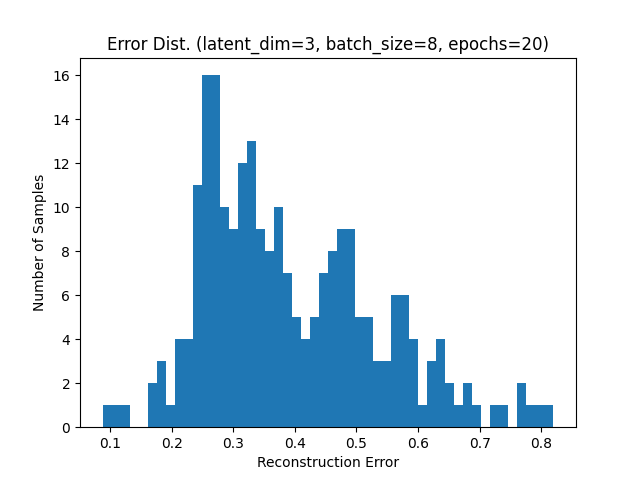 Error Dist. (latent_dim=3, batch_size=8, epochs=20)
16
14
12
10
8
6
4
2
0
Number of Samples
0.1 0.2 0.3 0.4 0.5 0.6 0.7 0.8
Reconstruction Error